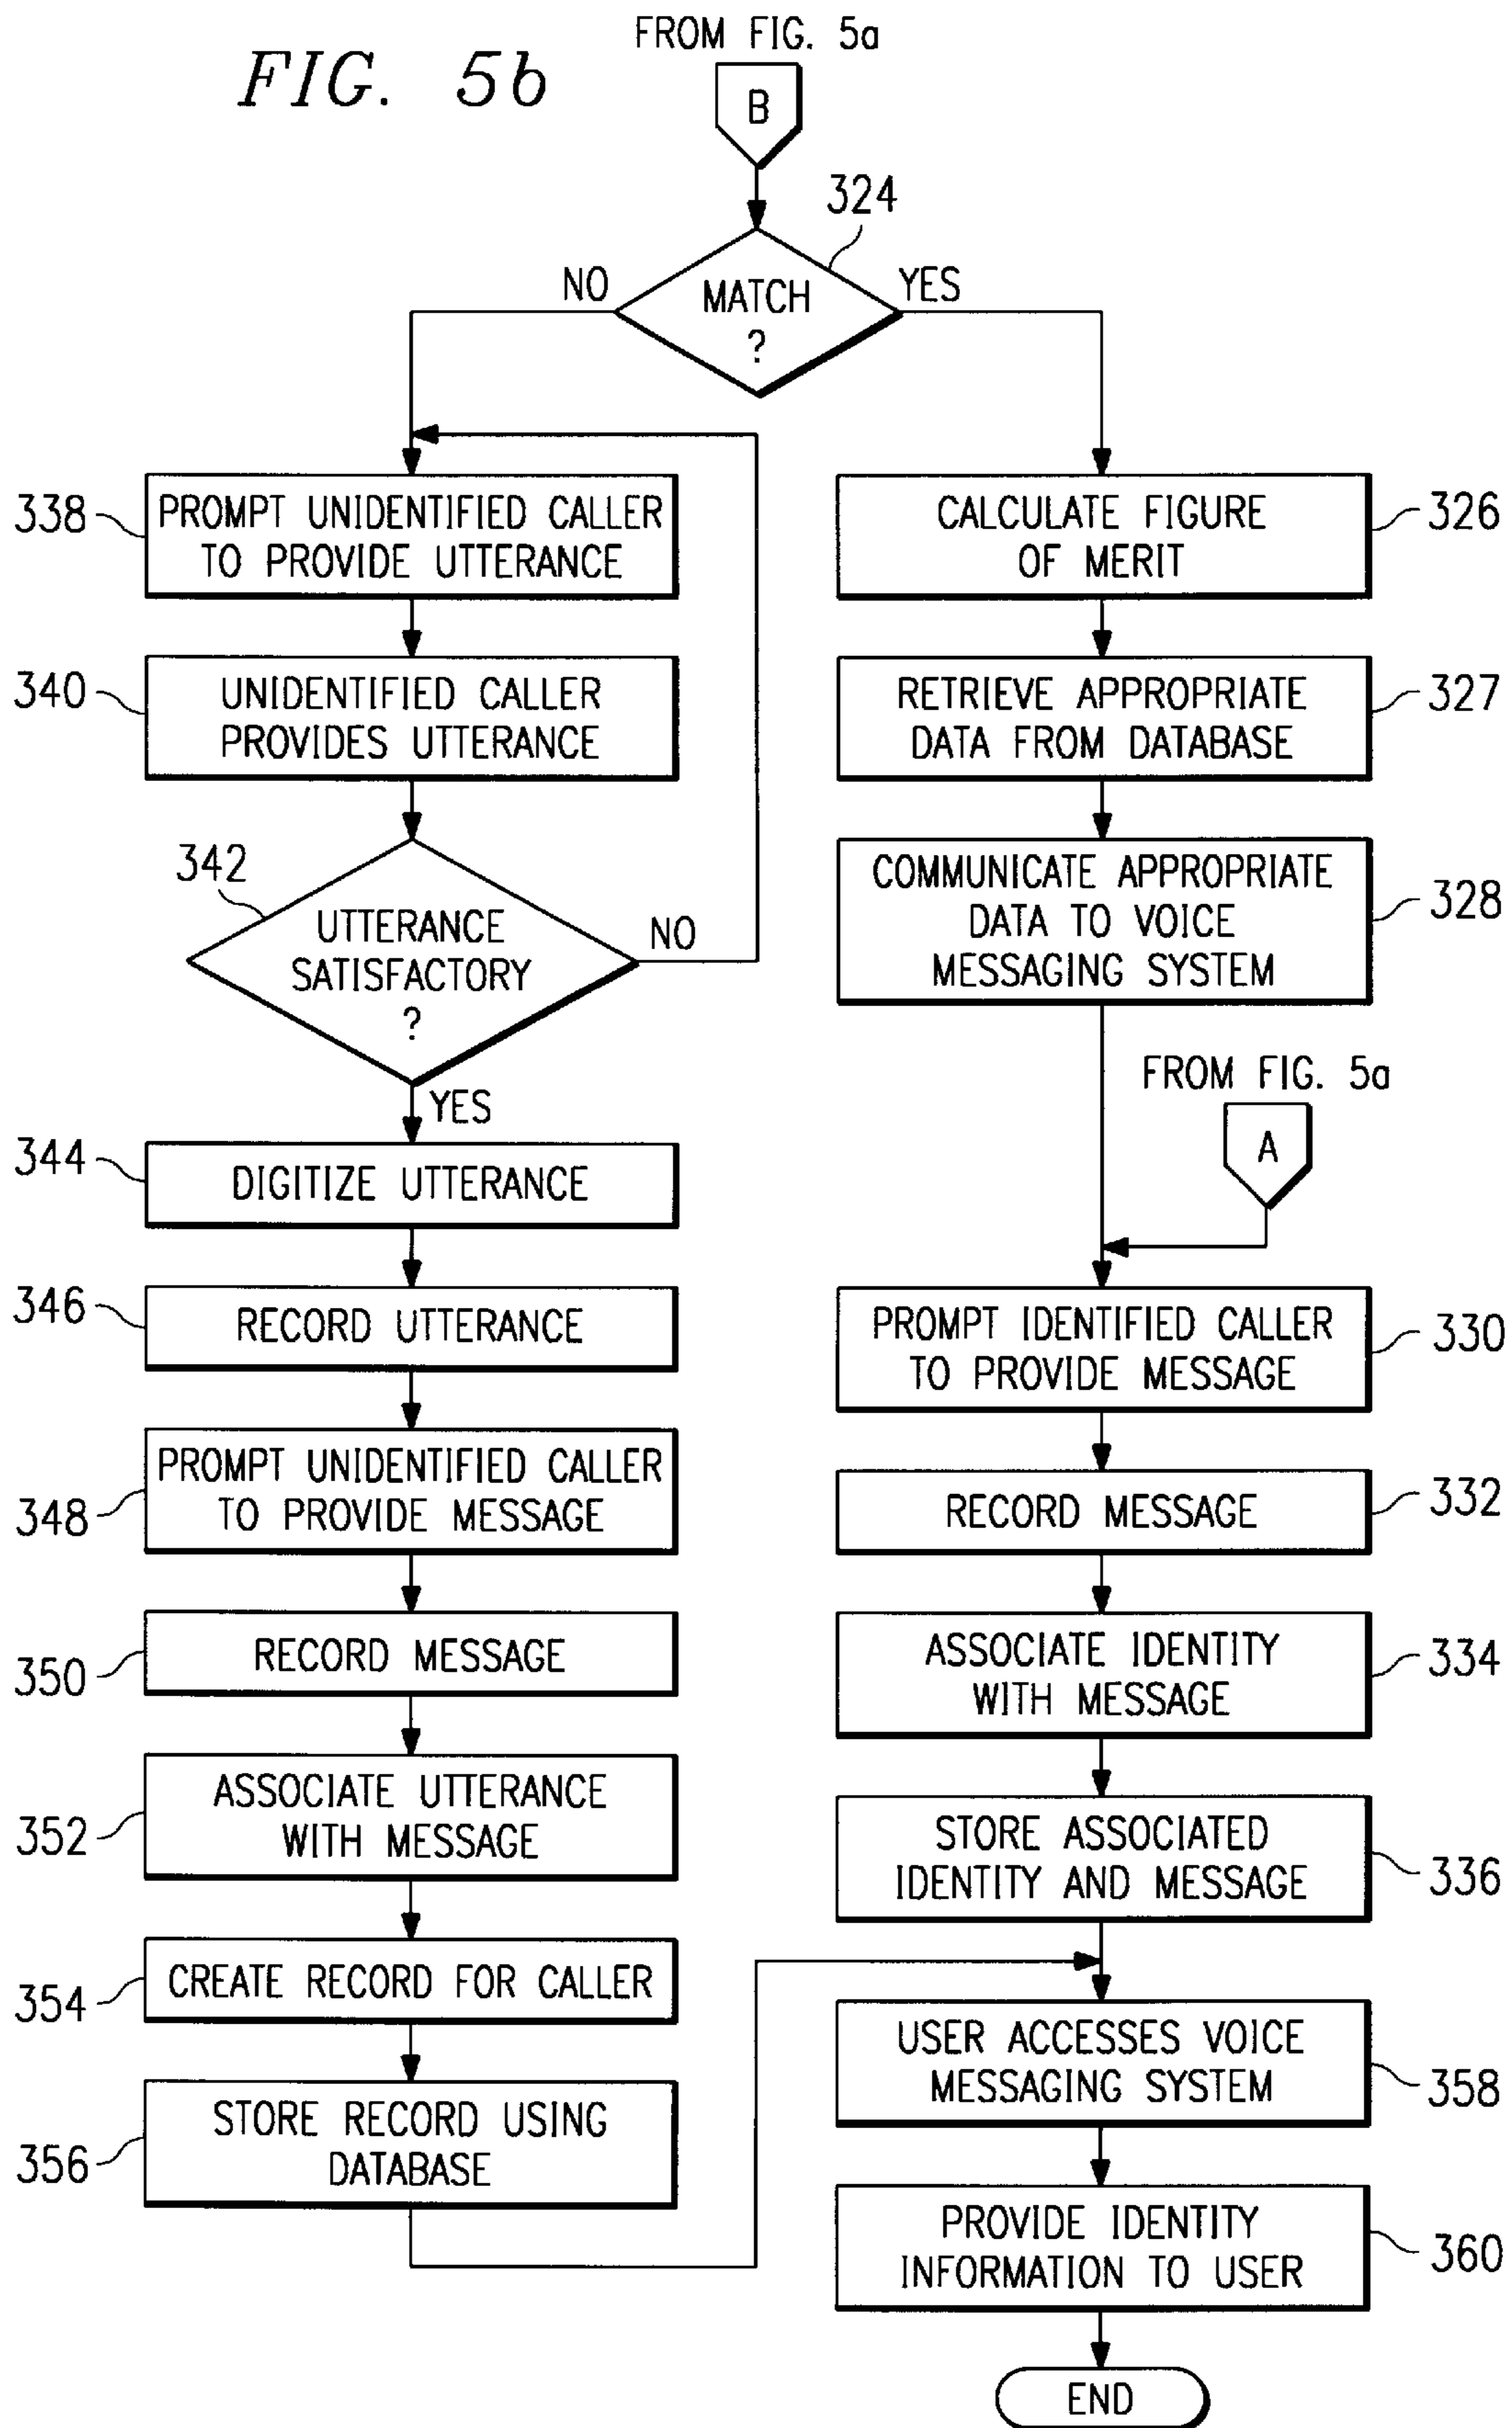 FROM FIG. 5a
FIG. 5b
B
324
NO
MATCH
?
YES
338
PROMPT UNIDENTIFIED CALLER
TO PROVIDE UTTERANCE
340
UNIDENTIFIED CALLER
PROVIDES UTTERANCE
342
UTTERANCE
SATISFACTORY
?
NO
YES
344
DIGITIZE UTTERANCE
346
RECORD UTTERANCE
348
PROMPT UNIDENTIFIED CALLER
TO PROVIDE MESSAGE
350
RECORD MESSAGE
352
ASSOCIATE UTTERANCE
WITH MESSAGE
354
CREATE RECORD FOR CALLER
356
STORE RECORD USING
DATABASE
CALCULATE FIGURE
OF MERIT
326
RETRIEVE APPROPRIATE
DATA FROM DATABASE
327
COMMUNICATE APPROPRIATE
DATA TO VOICE
MESSAGING SYSTEM
328
FROM FIG. 5a
A
PROMPT IDENTIFIED CALLER
TO PROVIDE MESSAGE
330
RECORD MESSAGE
332
ASSOCIATE IDENTITY
WITH MESSAGE
334
STORE ASSOCIATED
IDENTITY AND MESSAGE
336
USER ACCESSES VOICE
MESSAGING SYSTEM
358
PROVIDE IDENTITY
INFORMATION TO USER
360
END